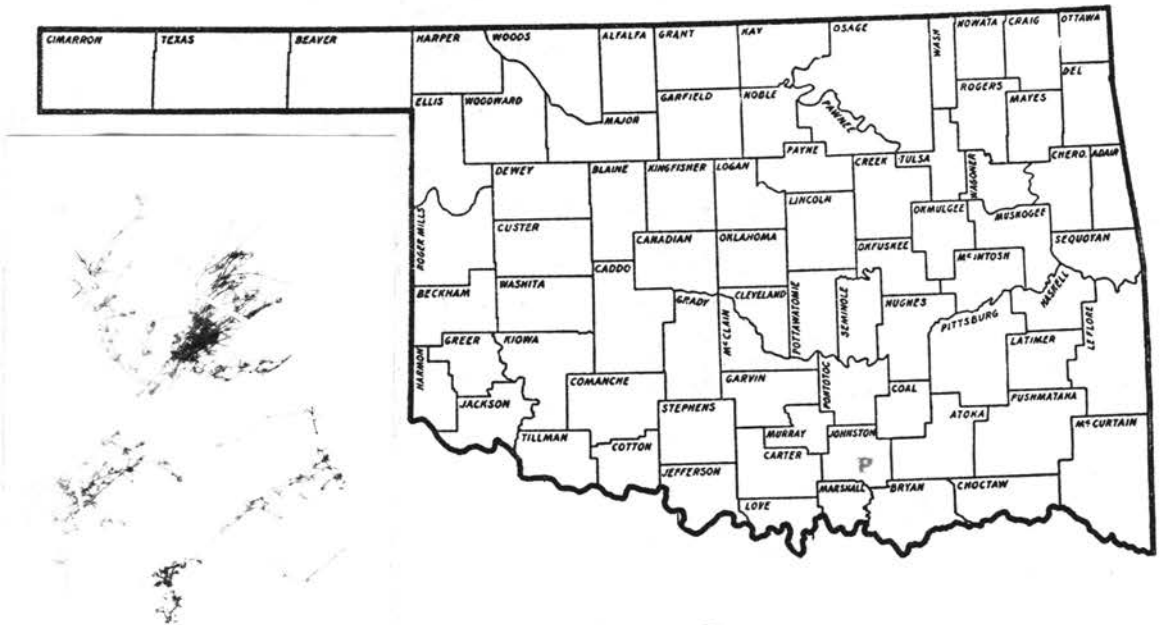 CIMARRON
TEXAS
BEAVER
HARPER
WOODS
ALFALFA
GRANT
KAY
OSAGE
WASH
NOWATA
CRAIG
OTTAWA
DEL
ELLIS
WOODWARD
MAJOR
GARFIELD
NOBLE
PAWNEE
ROGERS
MAYES
DEWEY
BLAINE
KINGFISHER
LOGAN
PAYNE
CREEK
TULSA
WAGONER
CHERO.
ADAIR
ROGER MILLS
CUSTER
CANADIAN
OKLAHOMA
LINCOLN
OKMULGEE
MUSKOGEE
SEQUOYAH
OKFUSKEE
McINTOSH
BECKHAM
WASHITA
CADDO
GRADY
CLEVELAND
McCLAIN
POTTAWATOMIE
SEMINOLE
HUGHES
PITTSBURG
HASKELL
LE FLORE
LATIMER
GREER
KIOWA
HARMON
JACKSON
COMANCHE
GARVIN
PONTOTOC
COAL
ATOKA
PUSHMATAHA
McCURTAIN
TILLMAN
COTTON
STEPHENS
MURRAY
JOHNSTON
CARTER
P
JEFFERSON
LOVE
MARSHALL
BRYAN
CHOCTAW